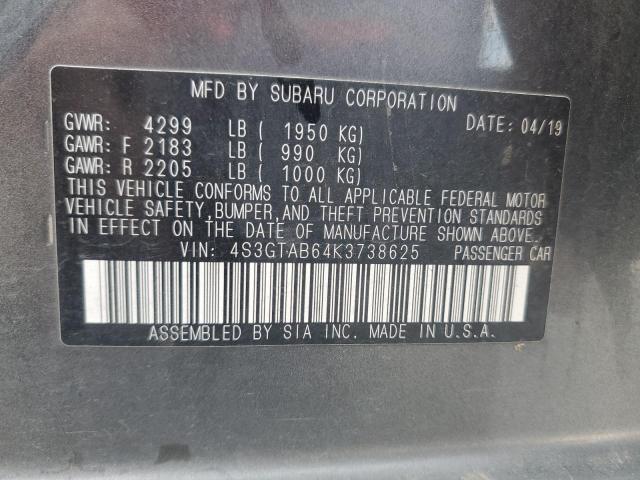 MFD BY SUBARU CORPORATION
GVWR: 4299 LB ( 1950 KG) DATE: 04/19
GAWR: F 2183 LB ( 990 KG)
GAWR: R 2205 LB ( 1000 KG)
THIS VEHICLE CONFORMS TO ALL APPLICABLE FEDERAL MOTOR
VEHICLE SAFETY,BUMPER,AND THEFT PREVENTION STANDARDS
IN EFFECT ON THE DATE OF MANUFACTURE SHOWN ABOVE.
VIN: 4S3GTAB64K3738625 PASSENGER CAR
ASSEMBLED BY SIA INC. MADE IN U.S.A.